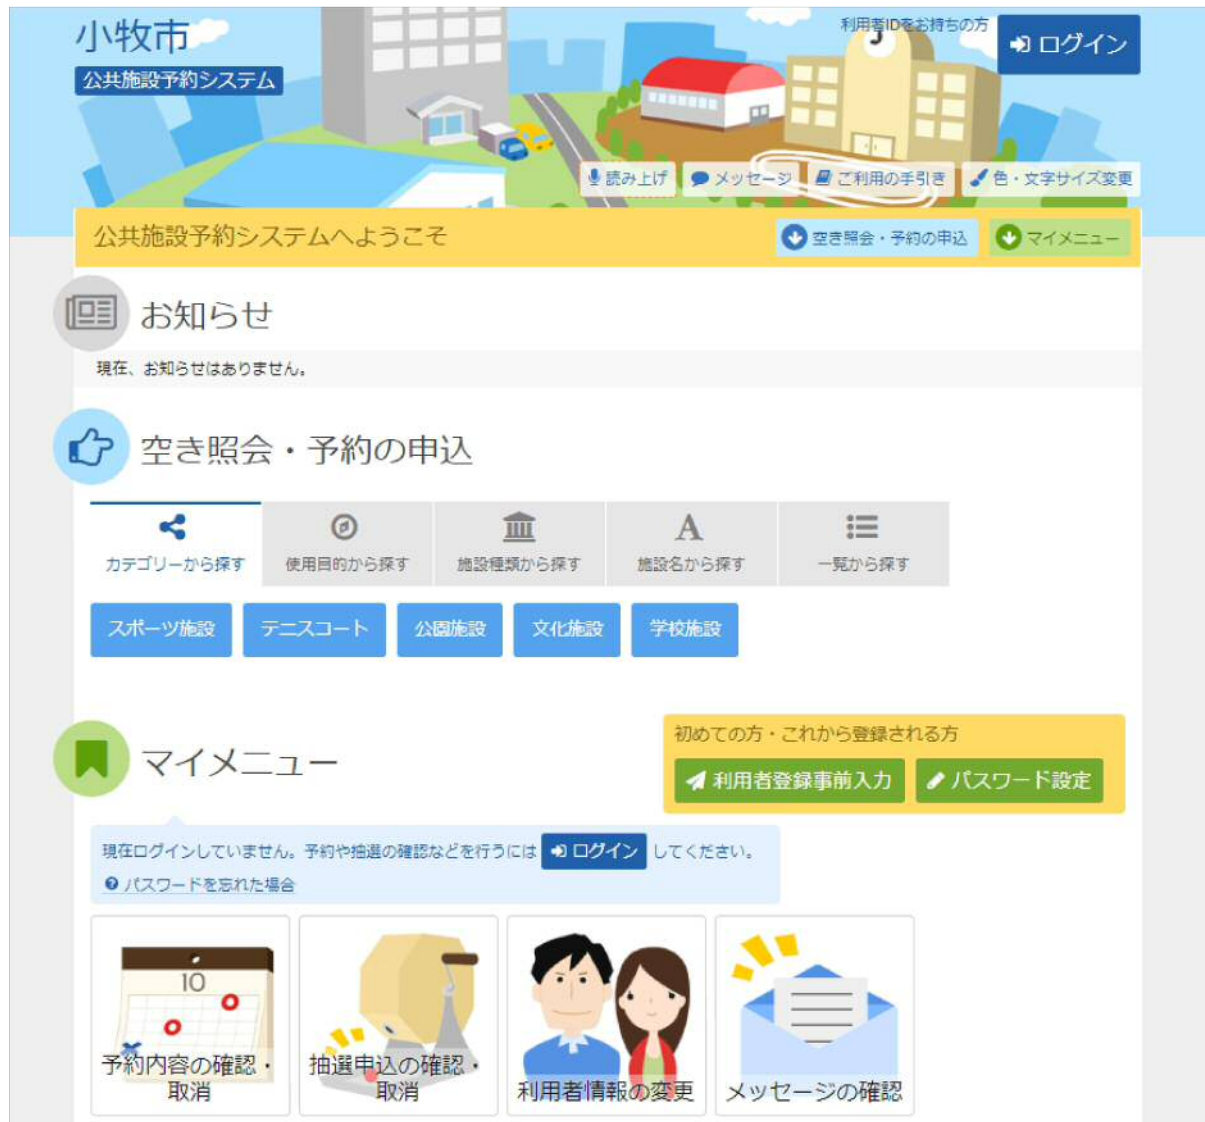 小牧市
公共施設予約システム
利用者IDをお持ちの方
ログイン
読み上げ
メッセージ
ご利用の手引き
色・文字サイズ変更
公共施設予約システムへようこそ
空き照会・予約の申込
マイメニュー
お知らせ
現在、お知らせはありません。
空き照会・予約の申込
カテゴリーから探す
使用目的から探す
施設種類から探す
施設名から探す
一覧から探す
スポーツ施設
テニスコート
公園施設
文化施設
学校施設
マイメニュー
初めての方・これから登録される方
利用者登録事前入力
パスワード設定
現在ログインしていません。予約や抽選の確認などを行うには ログイン してください。
パスワードを忘れた場合
10
予約内容の確認・
取消
抽選申込の確認・
取消
利用者情報の変更
メッセージの確認